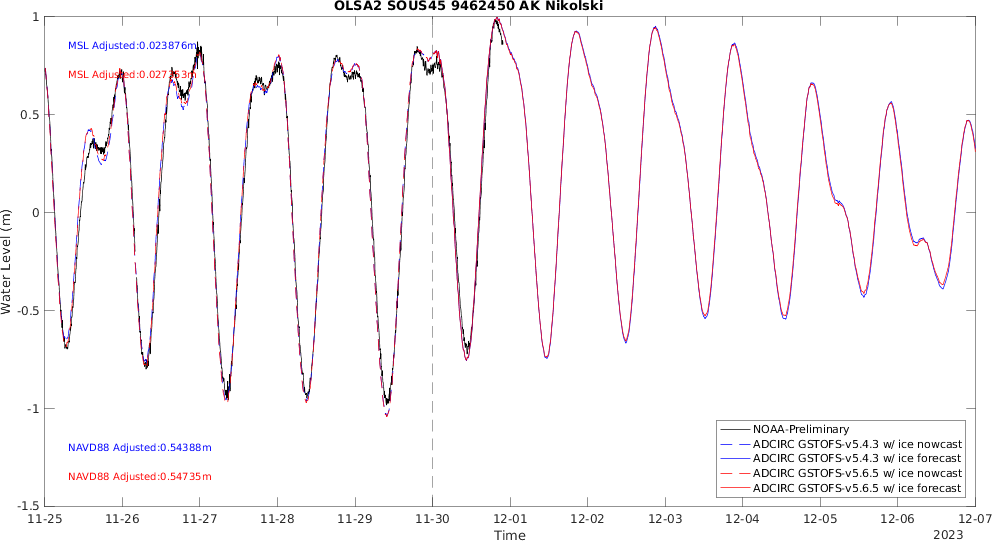 OLSA2 SOUS45 9462450 AK Nikolski
1
0.5
0
-0.5
-1
-1.5
Water Level (m)
MSL Adjusted:0.023876m
MSL
NAVD88 Adjusted:0.54388m
NAVD88 Adjusted:0.54735m
NOAA-Preliminary
ADCIRC GSTOFS-v5.4.3 w/ ice nowcast
ADCIRC GSTOFS-v5.4.3 w/ ice forecast
ADCIRC GSTOFS-v5.6.5 w/ ice nowcast
ADCIRC GSTOFS-v5.6.5 w/ ice forecast
11-25 11-26 11-27 11-28 11-29 11-30 12-01 12-02 12-03 12-04 12-05 12-06 12-07
Time
2023